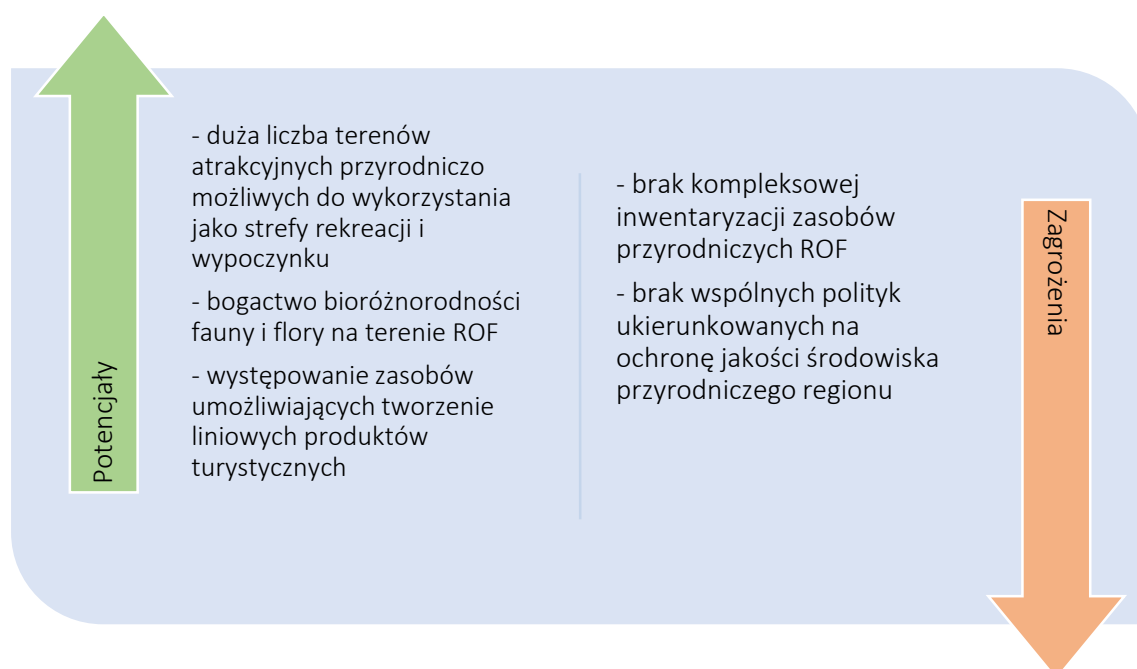 Potencjały
- duża liczba terenów
atrakcyjnych przyrodniczo
możliwych do wykorzystania
jako strefy rekreacji i
wypoczynku
- bogactwo bioróżnorodności
fauny i flory na terenie ROF
- występowanie zasobów
umożliwiających tworzenie
liniowych produktów
turystycznych
- brak kompleksowej
inwentaryzacji zasobów
przyrodniczych ROF
- brak wspólnych polityk
ukierunkowanych na
ochronę jakości środowiska
przyrodniczego regionu
Zagrożenia